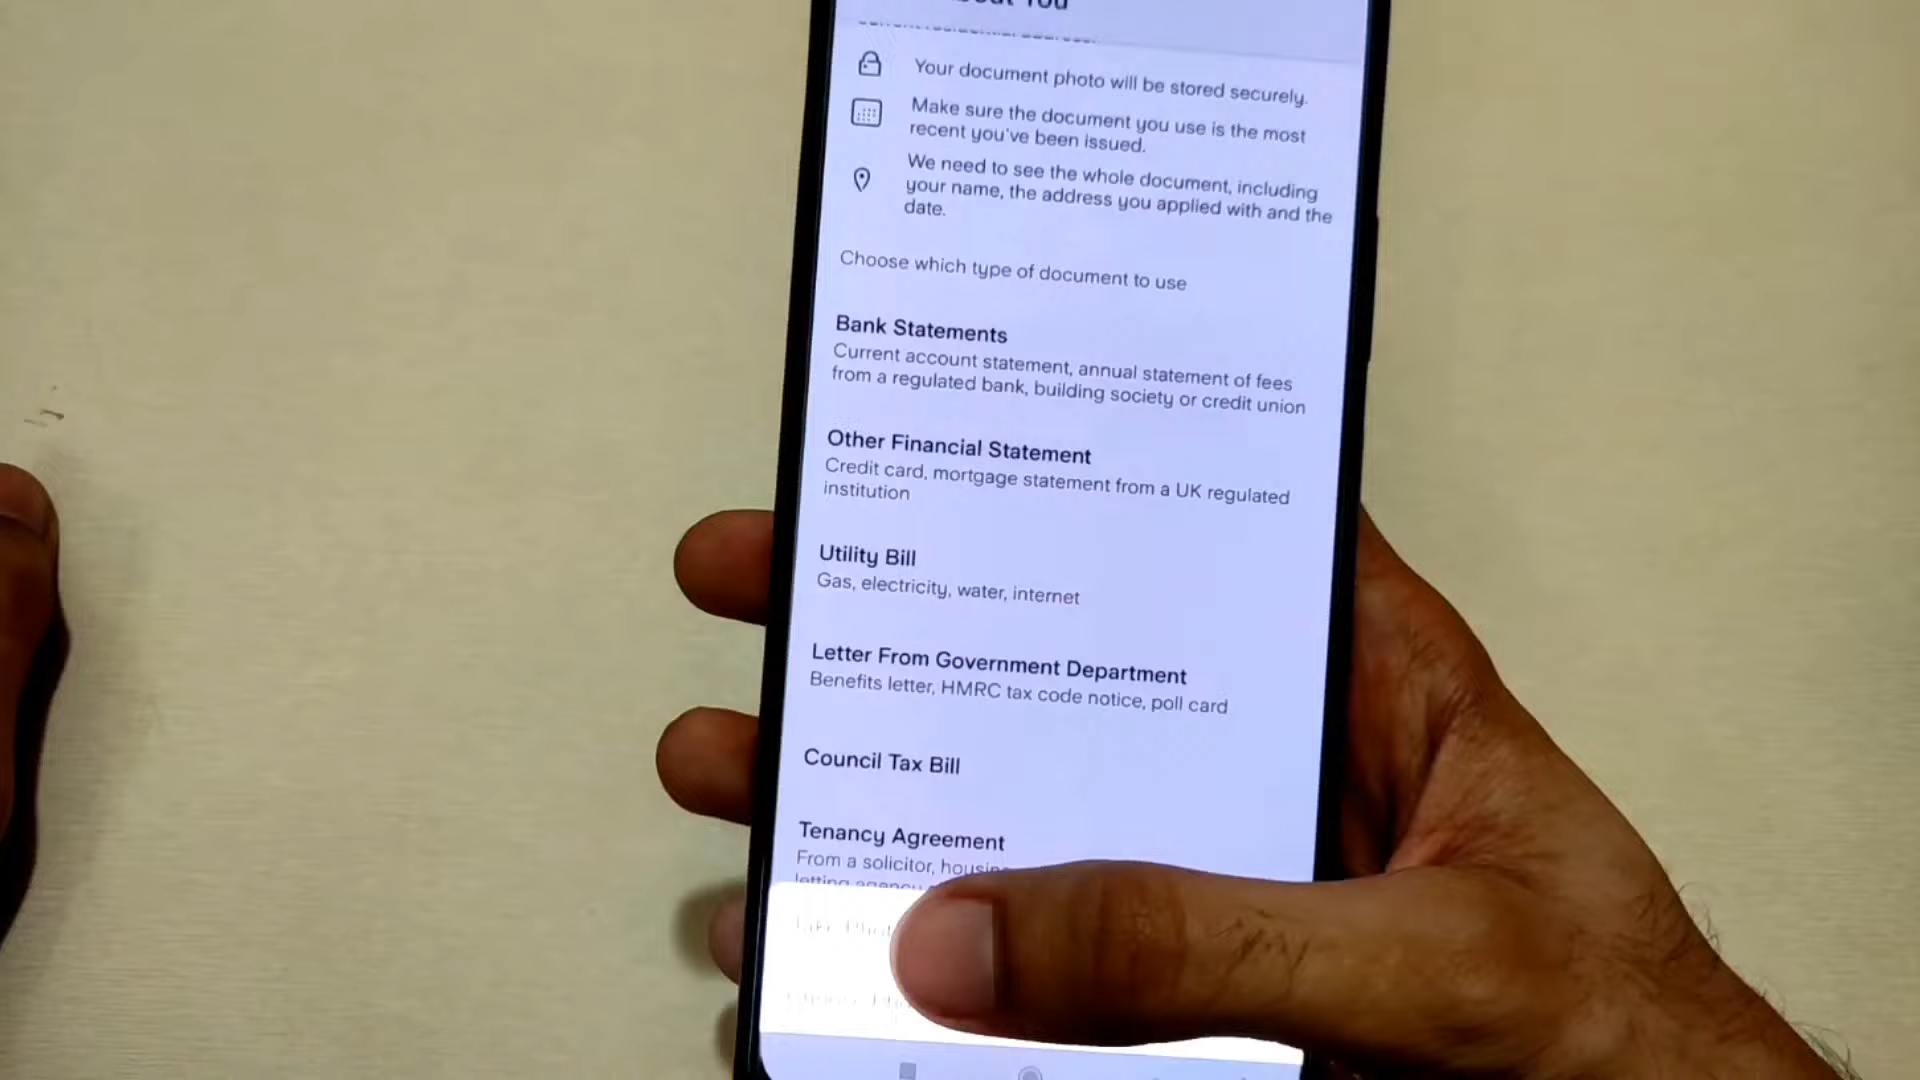 You
Your document photo will be stored securely.
Make sure the document you use is the most
recent you've been issued.
We need to see the whole document, including
your name, the address you applied with and the
date.
Choose which type of document to use
Bank Statements
Current account statement, annual statement of fees
from a regulated bank, building society or credit union
Other Financial Statement
Credit card, mortgage statement from a UK regulated
institution
Utility Bill
Gas, electricity, water, internet
Letter From Government Department
Benefits letter, HMRC tax code notice, poll card
Council Tax Bill
Tenancy Agreement
From a solicitor,